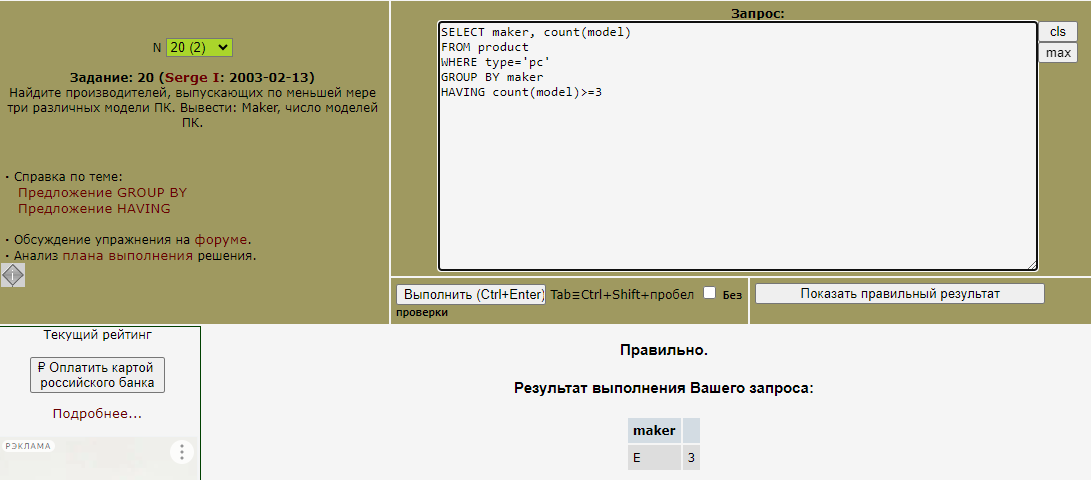 N 20 (2)
Задание: 20 (Serge I: 2003-02-13)
Найдите производителей, выпускающих по меньшей мере
три различных модели ПК. Вывести: Maker, число моделей
ПК.
· Справка по теме:
Предложение GROUP BY
Предложение HAVING
· Обсуждение упражнения на форуме.
· Анализ плана выполнения решения.
Запрос:
SELECT maker, count(model)
FROM product
WHERE type='pc'
GROUP BY maker
HAVING count(model)>=3
cls
max
Выполнить (Ctrl+Enter) Tab≡Ctrl+Shift+пробел Без
проверки
Показать правильный результат
Текущий рейтинг
₽ Оплатить картой
российского банка
Подробнее...
РЭКЛАМА
Правильно.
Результат выполнения Вашего запроса:
maker
E 3